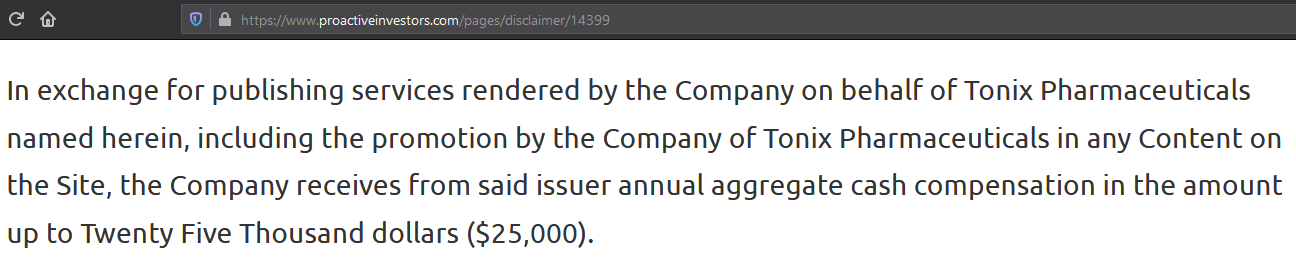 https://www.proactiveinvestors.com/pages/disclaimer/14399
In exchange for publishing services rendered by the Company on behalf of Tonix Pharmaceuticals
named herein, including the promotion by the Company of Tonix Pharmaceuticals in any Content on
the Site, the Company receives from said issuer annual aggregate cash compensation in the amount
up to Twenty Five Thousand dollars ($25,000).